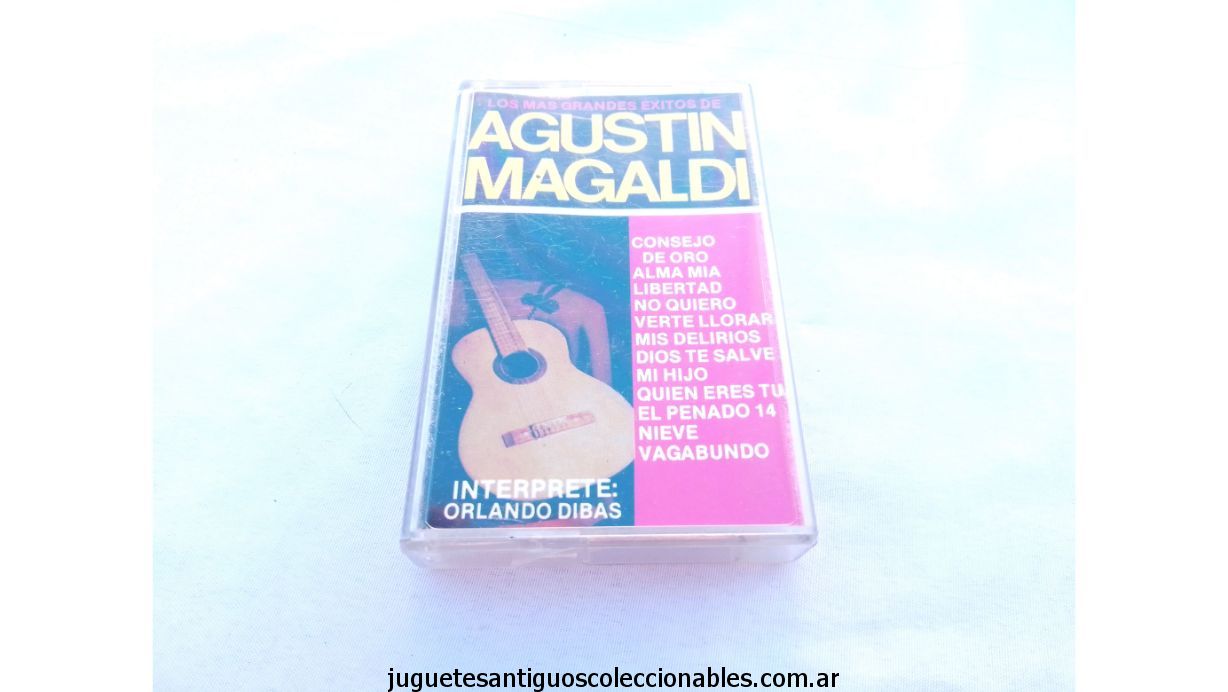 LOS MAS GRANDES EXITOS DE
AGUSTIN
MAGALDI
CONSEJO
DE ORO
ALMA MIA
LIBERTAD
NO QUIERO
VERTE LLORAR
MIS DELIRIOS
DIOS TE SALVE
MI HIJO
QUIEN ERES TU
EL PENADO 14
NIEVE
VAGABUNDO
INTERPRETE:
ORLANDO DIBAS
juguetesantiguoscoleccionables.com.ar